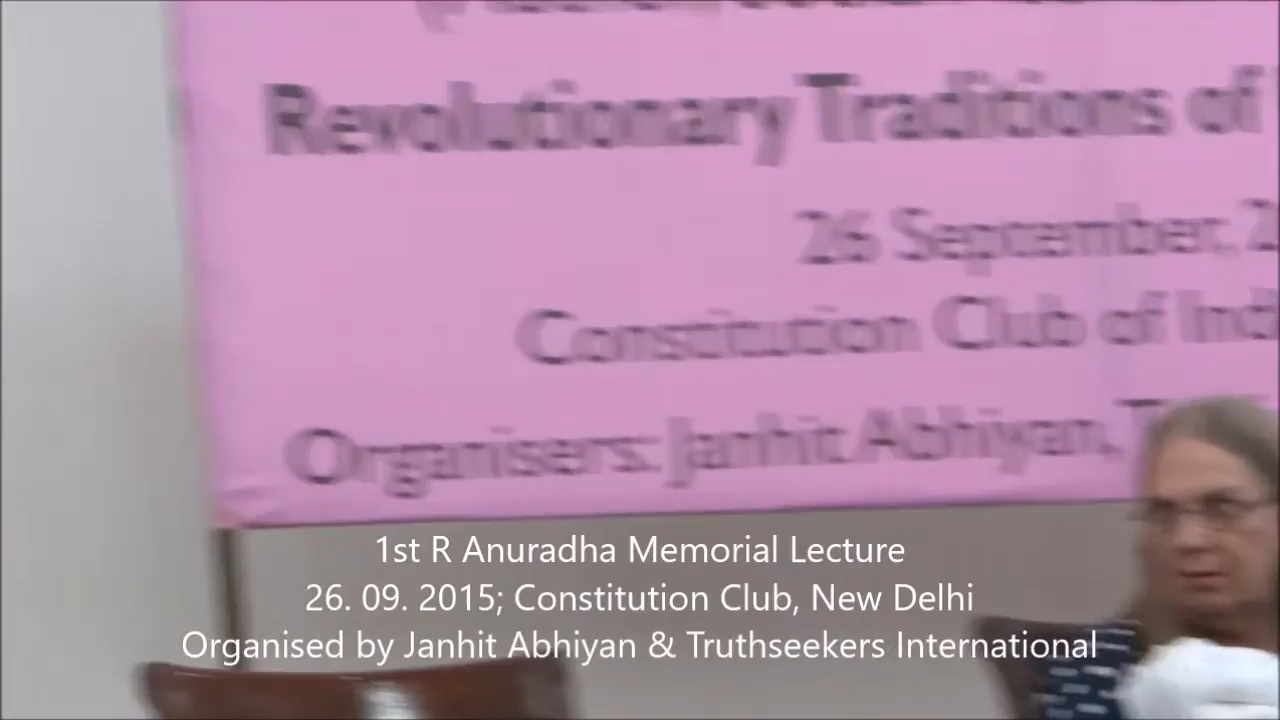 Revolutionary Traditions of
26 September, 2
Constitution Club of Ind
Organisers: Janhit Abhiyan, T
1st R Anuradha Memorial Lecture
26. 09. 2015; Constitution Club, New Delhi
Organised by Janhit Abhiyan & Truthseekers International